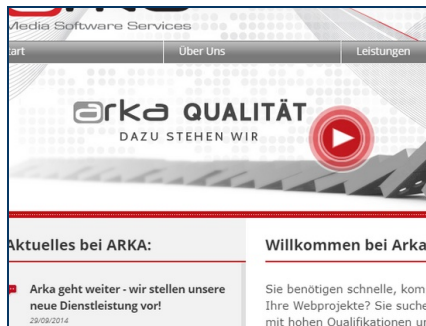 Media Software Services
Über Uns
Leistungen
arka QUALITÄT
DAZU STEHEN WIR
Aktuelles bei ARKA:
Arka geht weiter - wir stellen unsere
neue Dienstleistung vor!
29/09/2014
Willkommen bei Arka
Sie benötigen schnelle, kom
Ihre Webprojekte? Sie suche
mit hohen Qualifikationen un